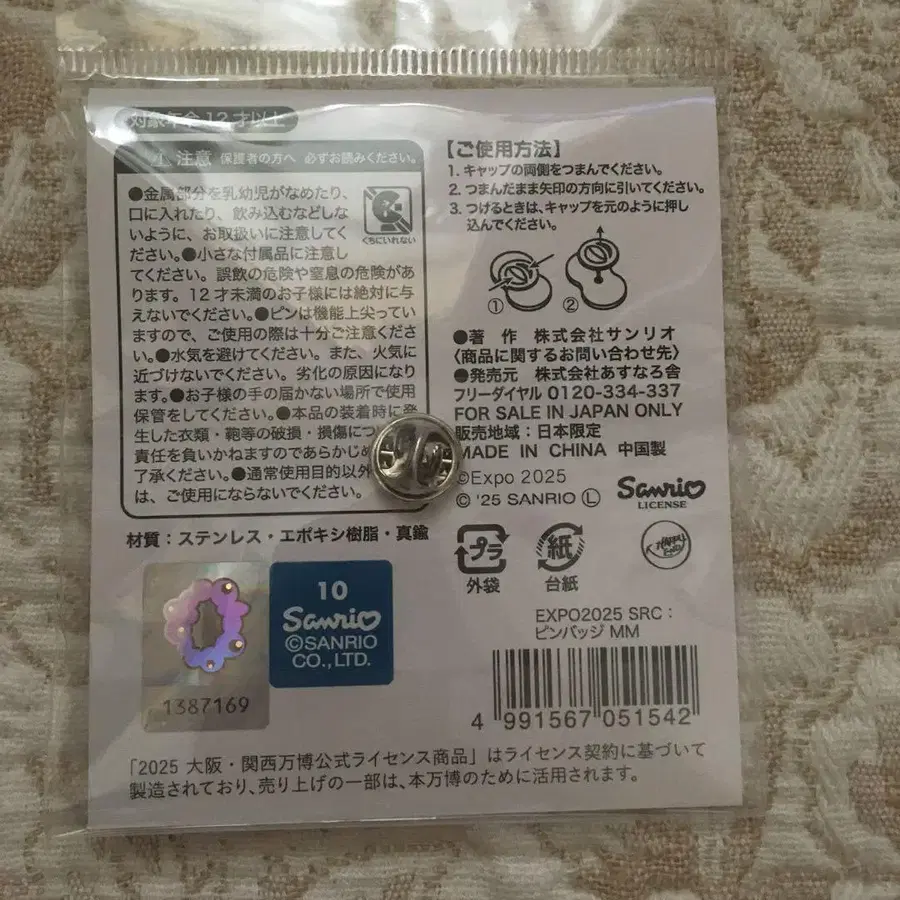 対象年令12才以上
注意 保護者の方へ 必ずお読みください。
●金属部分を乳幼児がなめたり、
口に入れたり、飲み込むなどしな
いように、お取扱いに注意してく
ださい。●小さな付属品に注意し
てください。誤飲の危険や窒息の危険があ
ります。12才未満のお子様には絶対に与
えないでください。●ピンは機能上尖ってい
ますので、ご使用の際は十分ご注意くださ
い。●水気を避けてください。また、火気に
近づけないでください。劣化の原因になり
ます。●お子様の手の届かない場所で使用
保管をしてください。●本品の装着時に発
生した衣類・鞄等の破損・損傷につ
責任を負いかねますのであらかじめ
了承ください。●通常使用目的以外
は、ご使用にならないでください。
くちにいれない
材質：ステンレス・エポキシ樹脂・真鍮
【ご使用方法】
1. キャップの両側をつまんでください。
2. つまんだまま矢印の方向に引いてください。
3. つけるときは、キャップを元のように押し
込んでください。
① ②
●著 作 株式会社サンリオ
〈商品に関するお問い合わせ先〉
●発売元 株式会社あすなろ舎
フリーダイヤル 0120-334-337
FOR SALE IN JAPAN ONLY
販売地域：日本限定
MADE IN CHINA 中国製
©Expo 2025
© '25 SANRIO Ⓛ
Sanrio
LICENSE
プラ
外袋
紙
台紙
HAPPY
END
10
Sanrio
©SANRIO
CO.,LTD.
1387169
EXPO2025 SRC：
ピンバッジ MM
4 991567 051542
「2025 大阪・関西万博公式ライセンス商品」はライセンス契約に基づいて
製造されており、売り上げの一部は、本万博のために活用されます。